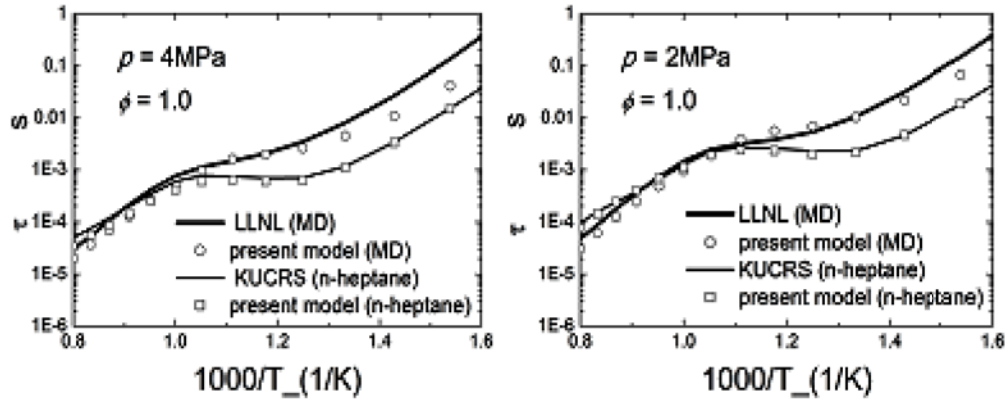 1
0.1
0.01
1E-3
1E-4
1E-5
1E-6
τ S
p = 4MPa
ϕ = 1.0
LLNL (MD)
present model (MD)
KUCRS (n-heptane)
present model (n-heptane)
0.8 1.0 1.2 1.4 1.6
1000/T_(1/K)
1
0.1
0.01
1E-3
1E-4
1E-5
1E-6
τ S
p = 2MPa
ϕ = 1.0
LLNL (MD)
present model (MD)
KUCRS (n-heptane)
present model (n-heptane)
0.8 1.0 1.2 1.4 1.6
1000/T_(1/K)